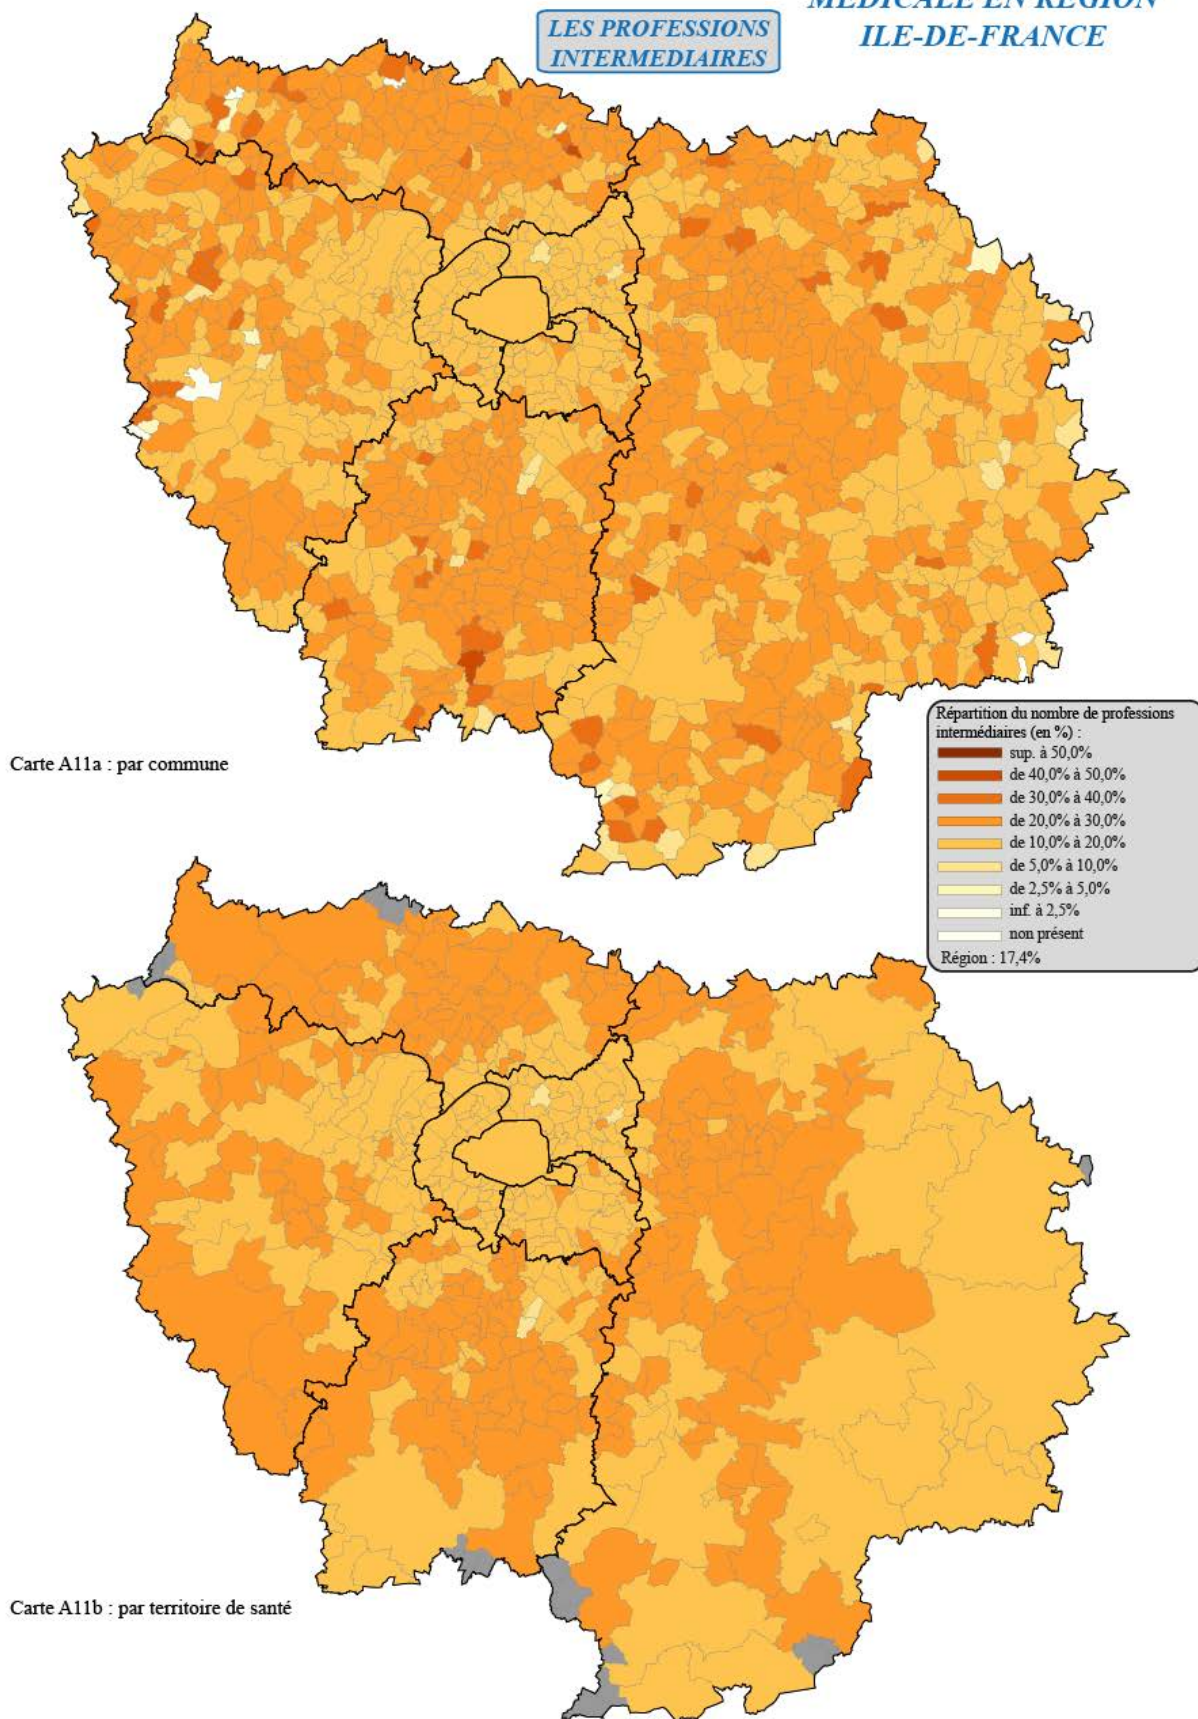 MEDICALE EN REGION
ILE-DE-FRANCE
LES PROFESSIONS
INTERMEDIAIRES
Carte A11a : par commune
Répartition du nombre de professions
intermédiaires (en %) :
sup. à 50,0%
de 40,0% à 50,0%
de 30,0% à 40,0%
de 20,0% à 30,0%
de 10,0% à 20,0%
de 5,0% à 10,0%
de 2,5% à 5,0%
inf. à 2,5%
non présent
Région : 17,4%
Carte A11b : par territoire de santé